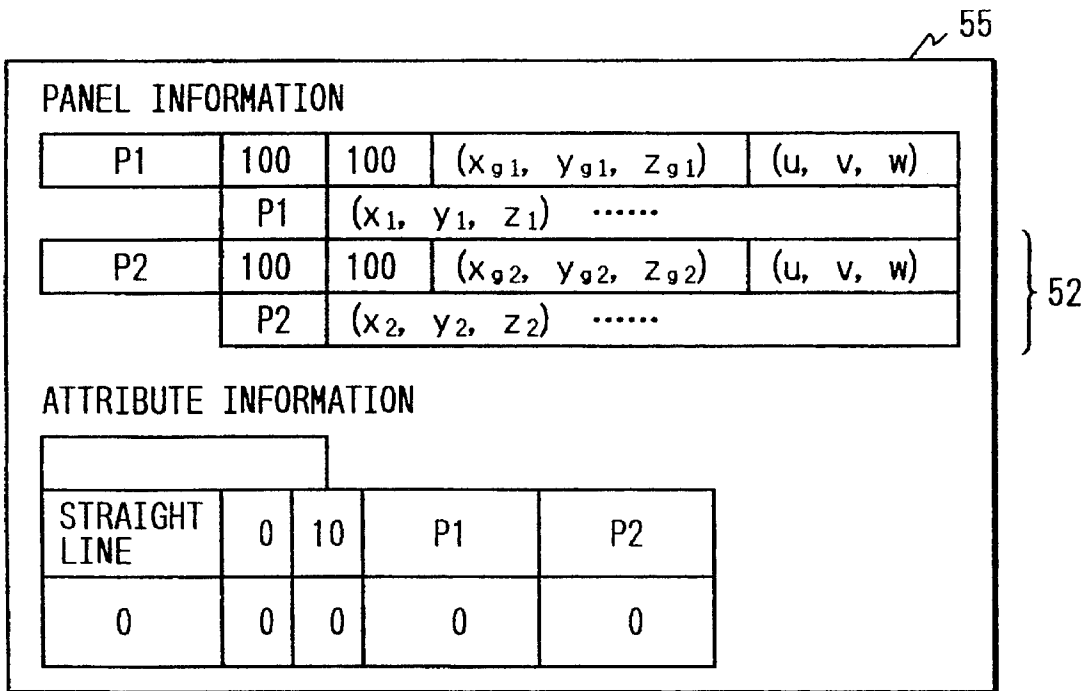 55
PANEL INFORMATION
P1 100 100 (xg1, yg1, zg1) (u, v, w)
P1 (x1, y1, z1) ······
P2 100 100 (xg2, yg2, zg2) (u, v, w)
P2 (x2, y2, z2) ······
52
ATTRIBUTE INFORMATION
STRAIGHT
LINE 0 10 P1 P2
0 0 0 0 0